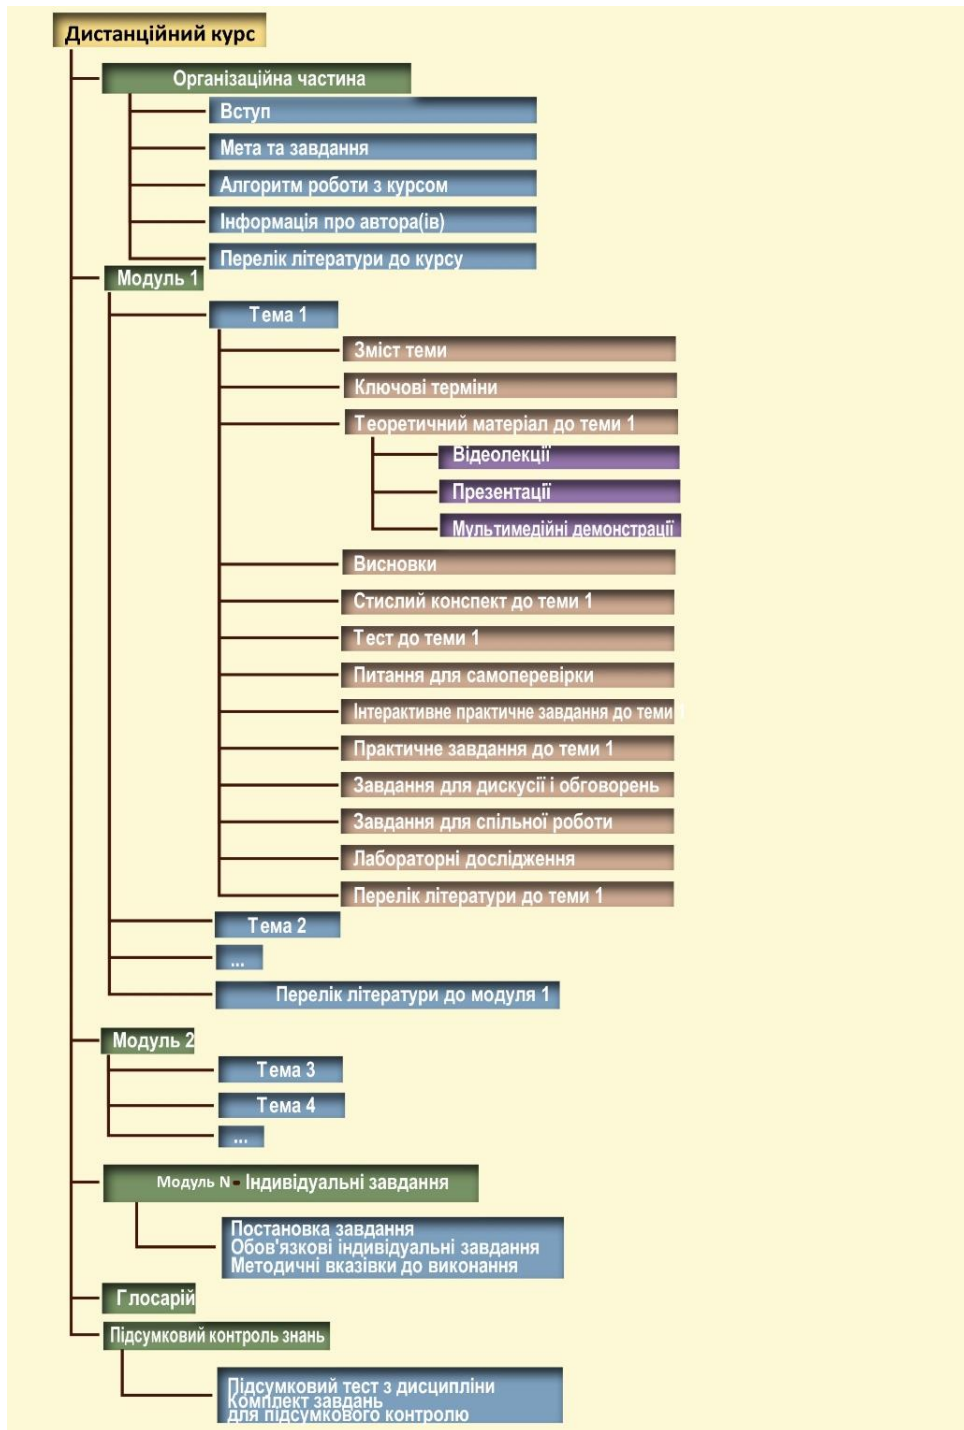 Дистанційний курс
Організаційна частина
Вступ
Мета та завдання
Алгоритм роботи з курсом
Інформація про автора(ів)
Перелік літератури до курсу
Модуль 1
Тема 1
Зміст теми
Ключові терміни
Теоретичний матеріал до теми 1
Відеолекції
Презентації
Мультимедійні демонстрації
Висновки
Стислий конспект до теми 1
Тест до теми 1
Питання для самоперевірки
Інтерактивне практичне завдання до теми 1
Практичне завдання до теми 1
Завдання для дискусії і обговорень
Завдання для спільної роботи
Лабораторні дослідження
Перелік літератури до теми 1
Тема 2
...
Перелік літератури до модуля 1
Модуль 2
Тема 3
Тема 4
...
Модуль N - Індивідуальні завдання
Постановка завдання
Обов'язкові індивідуальні завдання
Методичні вказівки до виконання
Глосарій
Підсумковий контроль знань
Підсумковий тест з дисципліни
Комплект завдань
для підсумкового контролю